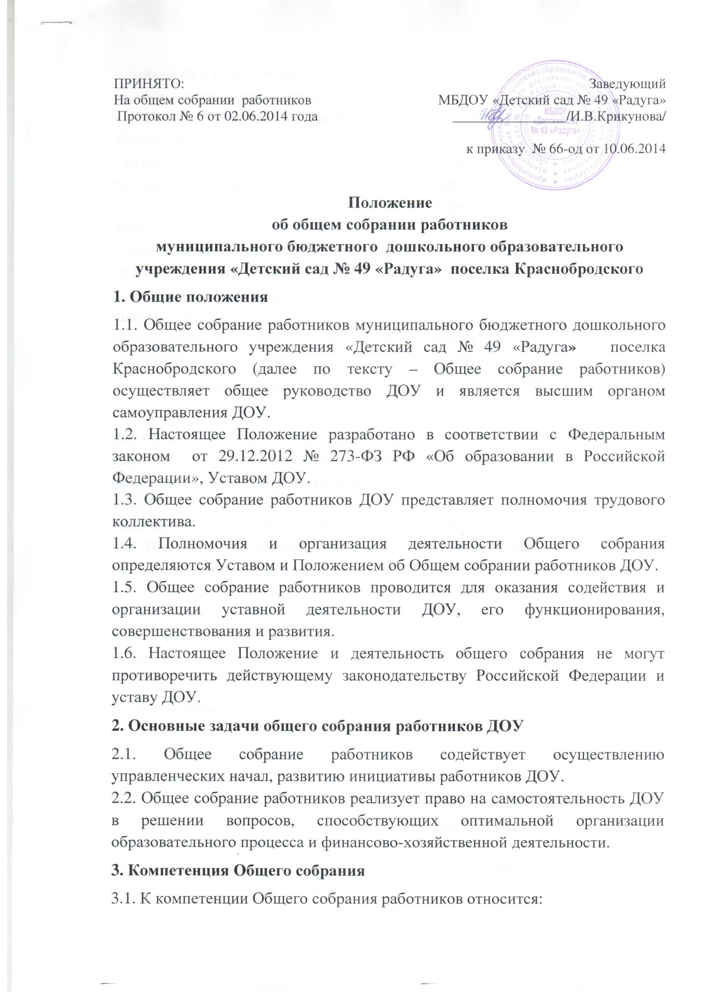 ПРИНЯТО:
На общем собрании работников
Протокол № 6 от 02.06.2014 года
Заведующий
МБДОУ «Детский сад № 49 «Радуга»
/И.В.Крикунова/
к приказу № 66-од от 10.06.2014
МБДОУ
«Детский сад
№ 49 «Радуга»
Положение
об общем собрании работников
муниципального бюджетного дошкольного образовательного
учреждения «Детский сад № 49 «Радуга» поселка Краснобродского
1. Общие положения
1.1. Общее собрание работников муниципального бюджетного дошкольного
образовательного учреждения «Детский сад № 49 «Радуга» поселка
Краснобродского (далее по тексту – Общее собрание работников)
осуществляет общее руководство ДОУ и является высшим органом
самоуправления ДОУ.
1.2. Настоящее Положение разработано в соответствии с Федеральным
законом от 29.12.2012 № 273-ФЗ РФ «Об образовании в Российской
Федерации», Уставом ДОУ.
1.3. Общее собрание работников ДОУ представляет полномочия трудового
коллектива.
1.4. Полномочия и организация деятельности Общего собрания
определяются Уставом и Положением об Общем собрании работников ДОУ.
1.5. Общее собрание работников проводится для оказания содействия и
организации уставной деятельности ДОУ, его функционирования,
совершенствования и развития.
1.6. Настоящее Положение и деятельность общего собрания не могут
противоречить действующему законодательству Российской Федерации и
уставу ДОУ.
2. Основные задачи общего собрания работников ДОУ
2.1. Общее собрание работников содействует осуществлению
управленческих начал, развитию инициативы работников ДОУ.
2.2. Общее собрание работников реализует право на самостоятельность ДОУ
в решении вопросов, способствующих оптимальной организации
образовательного процесса и финансово-хозяйственной деятельности.
3. Компетенция Общего собрания
3.1. К компетенции Общего собрания работников относится: